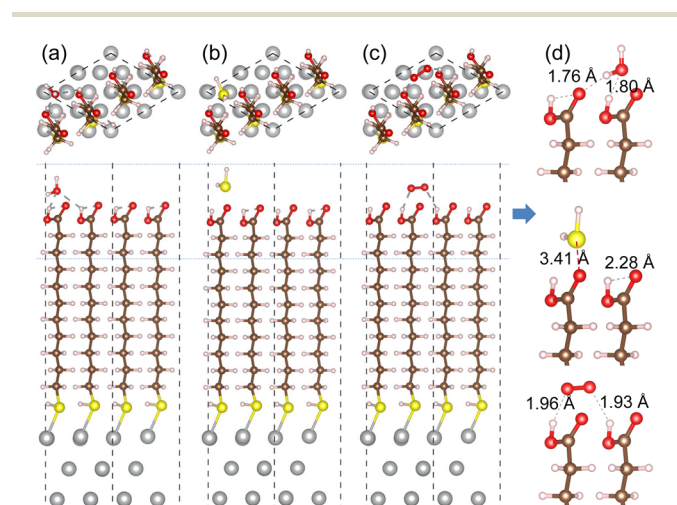 (a) (b) (c) (d)
1.76 Å
1.80 Å
3.41 Å
2.28 Å
1.96 Å 1.93 Å